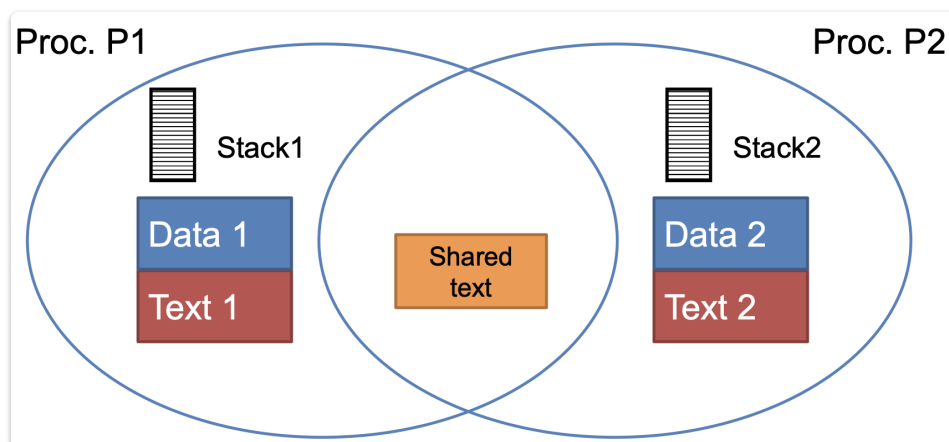 Proc. P1
Proc. P2
Stack1
Stack2
Data 1
Data 2
Shared
text
Text 1
Text 2